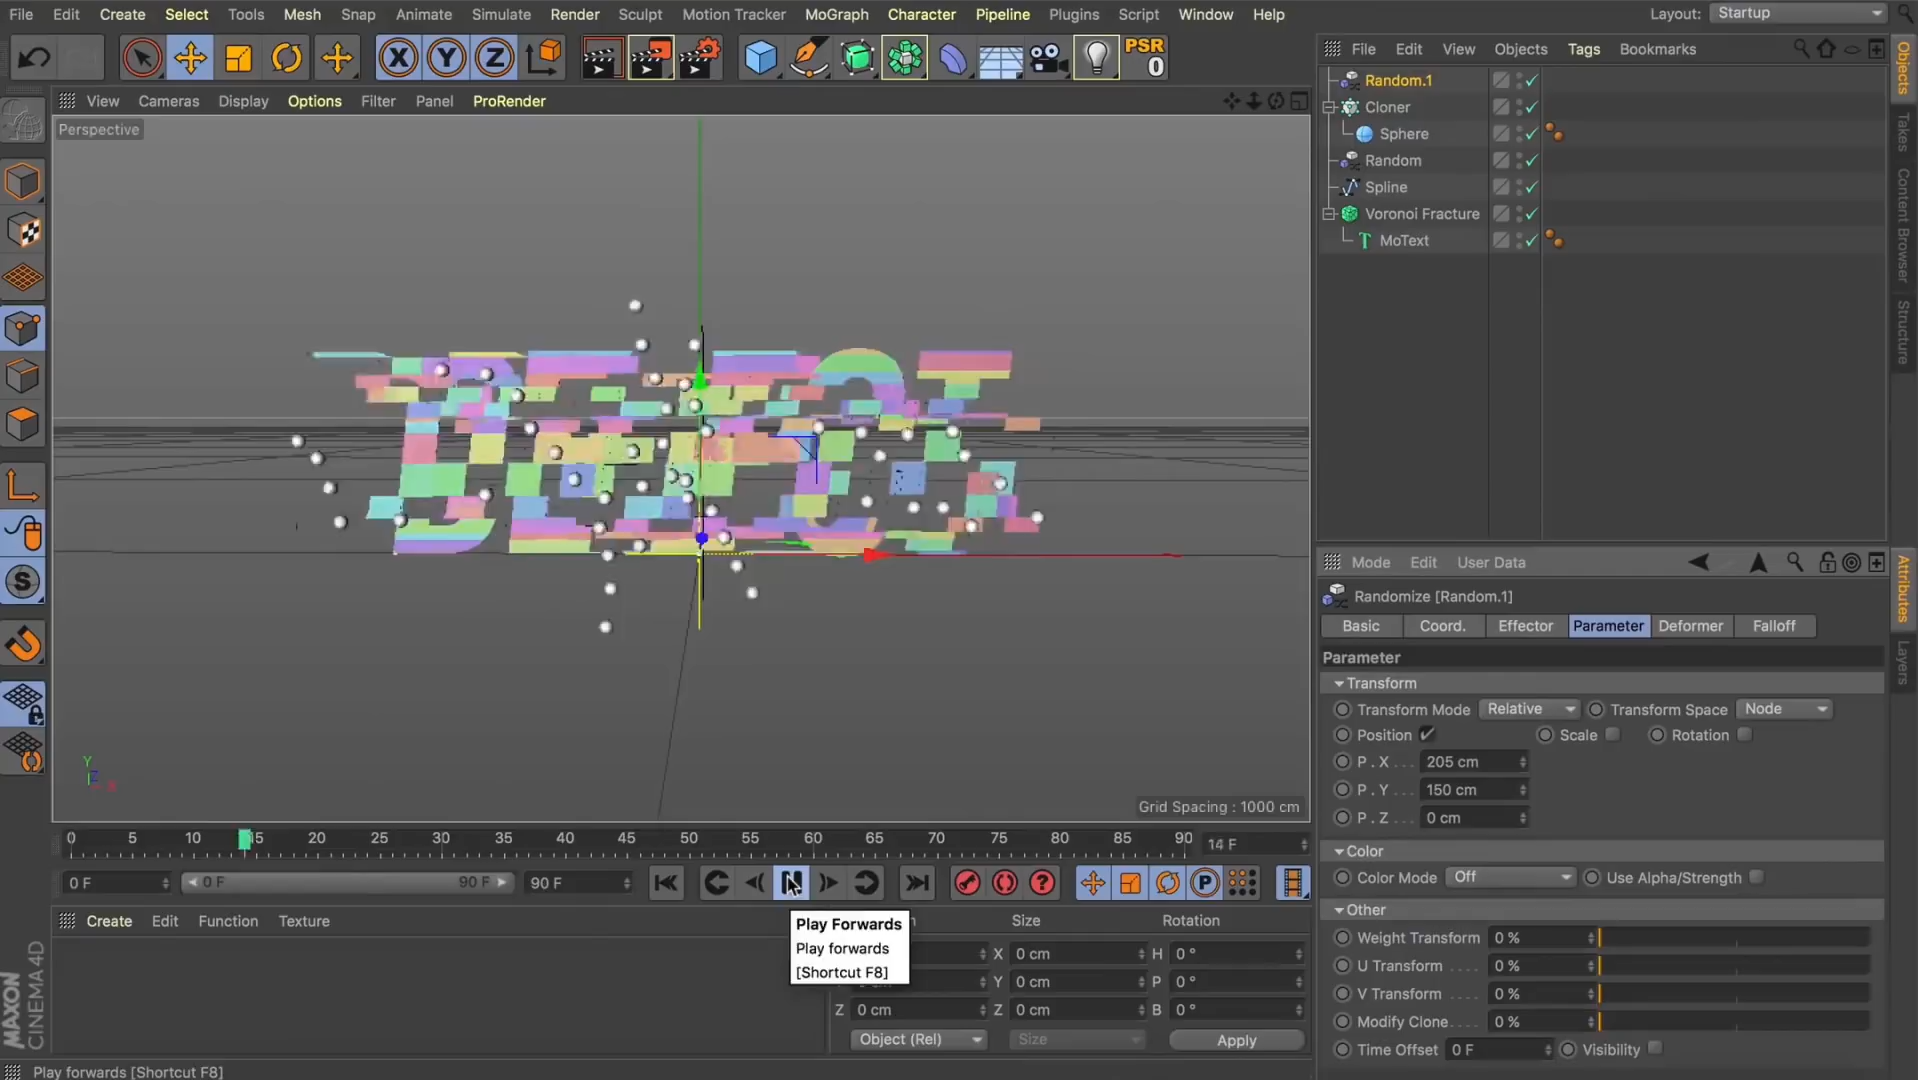 File Edit Create Select Tools Mesh Snap Animate Simulate Render Sculpt Motion Tracker MoGraph Character Pipeline Plugins Script Window Help Layout: Startup
X Y Z PSR
0
File Edit View Objects Tags Bookmarks
View Cameras Display Options Filter Panel ProRender
Perspective
Random.1
Cloner
Sphere
Random
Spline
Voronoi Fracture
MoText
Objects
Takes
Content Browser
Structure
Y
Grid Spacing : 1000 cm
0 5 10 15 20 25 30 35 40 45 50 55 60 65 70 75 80 85 90 14 F
0 F 0 F 90 F 90 F
P
Create Edit Function Texture
Size Rotation
Play Forwards
Play forwards
[Shortcut F8]
X 0 cm H 0 °
Y 0 cm P 0 °
Z 0 cm Z 0 cm B 0 °
Object (Rel) Size Apply
MAXON
CINEMA 4D
Play forwards [Shortcut F8]
Mode Edit User Data
Randomize [Random.1]
Basic Coord. Effector Parameter Deformer Falloff
Parameter
Transform
Transform Mode Relative Transform Space Node
Position Scale Rotation
P . X . . . 205 cm
P . Y . . . 150 cm
P . Z . . . 0 cm
Color
Color Mode Off Use Alpha/Strength
Other
Weight Transform 0 %
U Transform . . . . 0 %
V Transform . . . . 0 %
Modify Clone. . . . 0 %
Time Offset 0 F Visibility
Attributes
Layers